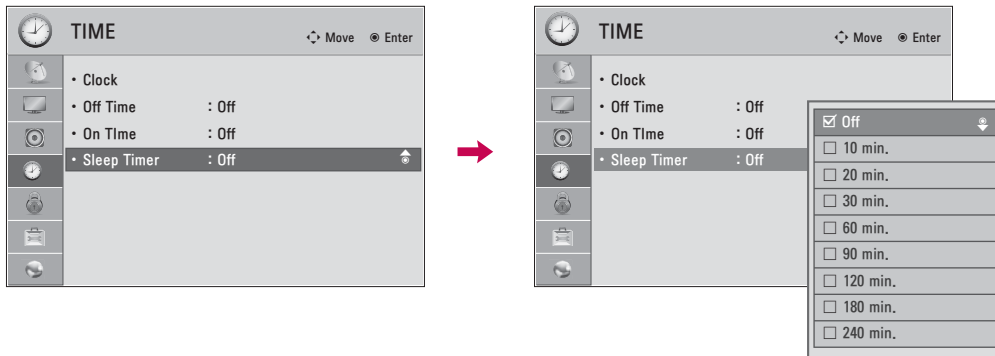 TIME
Move Enter
• Clock
• Off Time : Off
• On TIme : Off
• Sleep Timer : Off
TIME
Move Enter
• Clock
• Off Time : Off
• On TIme : Off
• Sleep Timer : Off
Off
10 min.
20 min.
30 min.
60 min.
90 min.
120 min.
180 min.
240 min.